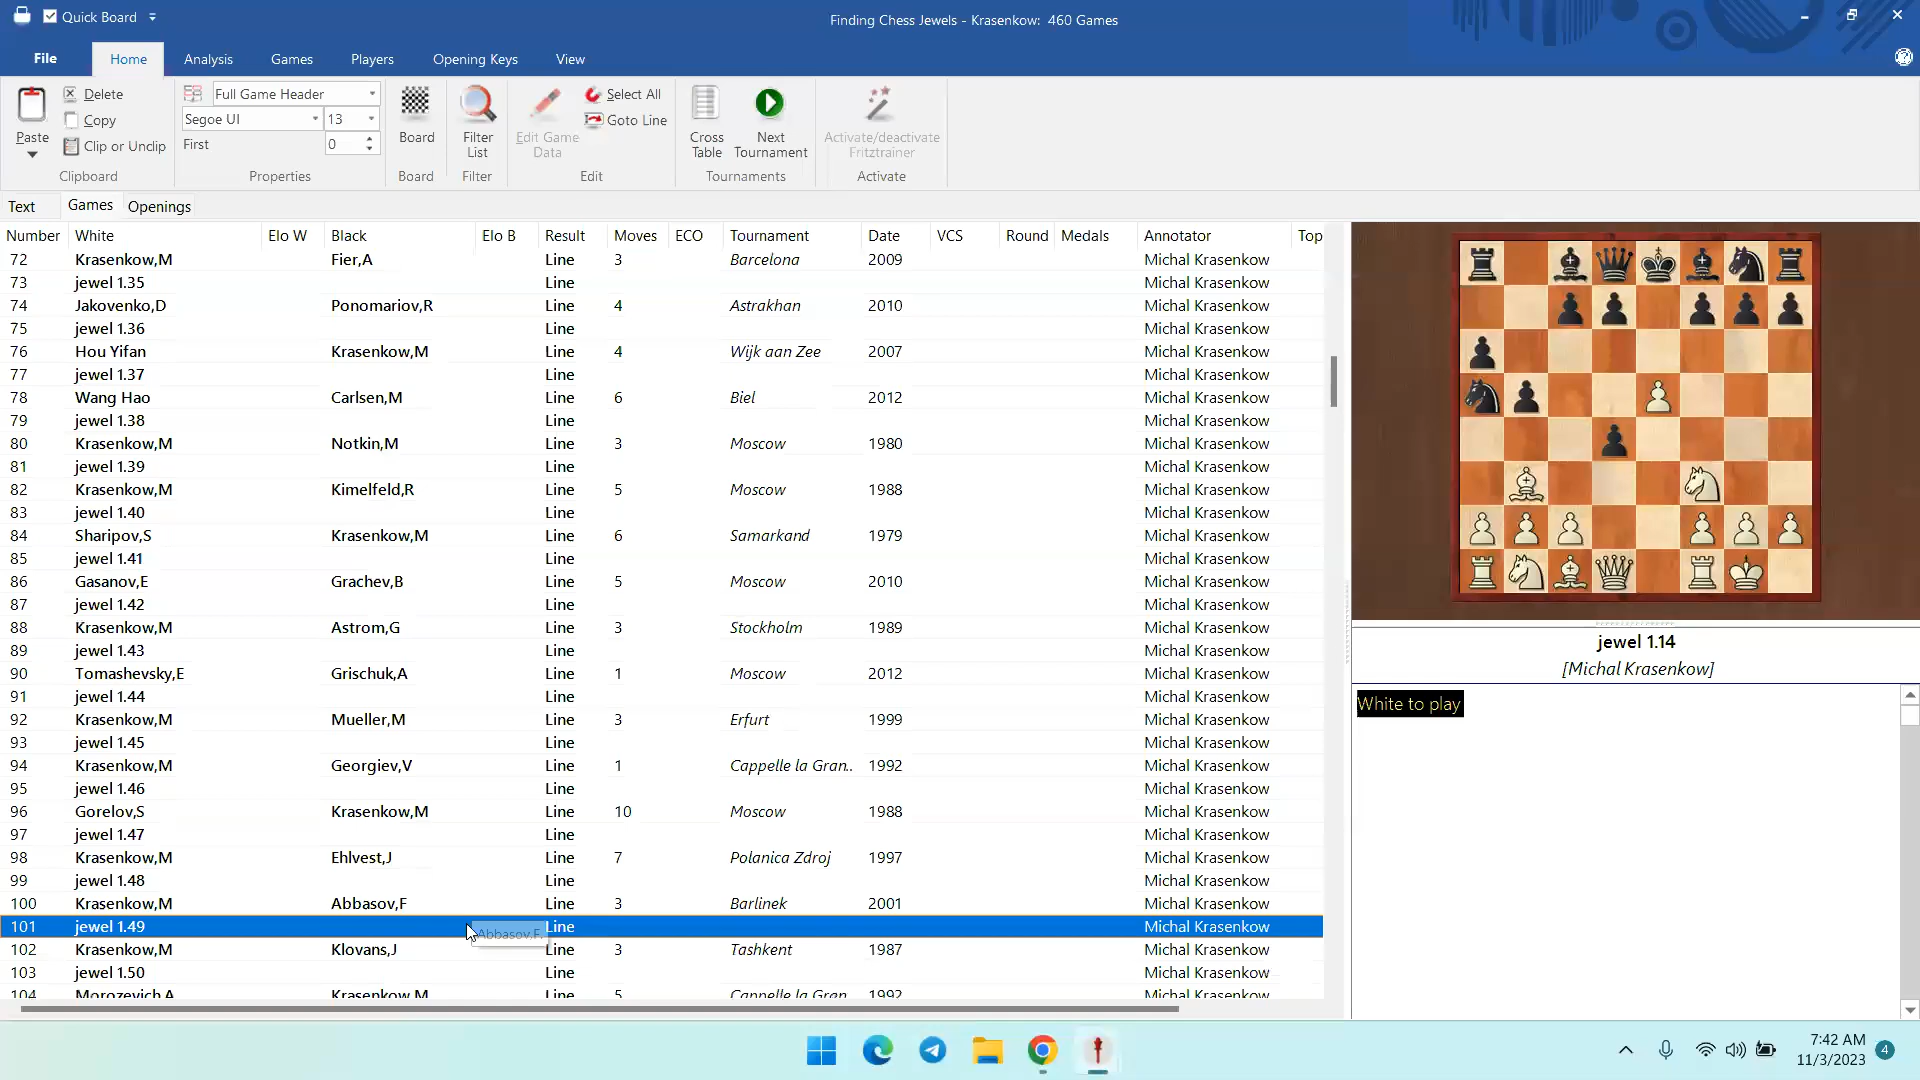 Quick Board
Finding Chess Jewels - Krasenkow: 460 Games
File Home Analysis Games Players Opening Keys View
Paste Delete Copy Clip or Unclip Clipboard
Full Game Header
Segoe UI 13
First 0
Properties
Board
Board
Filter List
Filter
Edit Game Data
Select All
Goto Line
Edit
Cross Table
Next Tournament
Tournaments
Activate/deactivate Fritztrainer
Activate
Text Games Openings
Number White Elo W Black Elo B Result Moves ECO Tournament Date VCS Round Medals Annotator Top
72 Krasenkow,M Fier,A Line 3 Barcelona 2009 Michal Krasenkow
73 jewel 1.35 Line Michal Krasenkow
74 Jakovenko,D Ponomariov,R Line 4 Astrakhan 2010 Michal Krasenkow
75 jewel 1.36 Line Michal Krasenkow
76 Hou Yifan Krasenkow,M Line 4 Wijk aan Zee 2007 Michal Krasenkow
77 jewel 1.37 Line Michal Krasenkow
78 Wang Hao Carlsen,M Line 6 Biel 2012 Michal Krasenkow
79 jewel 1.38 Line Michal Krasenkow
80 Krasenkow,M Notkin,M Line 3 Moscow 1980 Michal Krasenkow
81 jewel 1.39 Line Michal Krasenkow
82 Krasenkow,M Kimelfeld,R Line 5 Moscow 1988 Michal Krasenkow
83 jewel 1.40 Line Michal Krasenkow
84 Sharipov,S Krasenkow,M Line 6 Samarkand 1979 Michal Krasenkow
85 jewel 1.41 Line Michal Krasenkow
86 Gasanov,E Grachev,B Line 5 Moscow 2010 Michal Krasenkow
87 jewel 1.42 Line Michal Krasenkow
88 Krasenkow,M Astrom,G Line 3 Stockholm 1989 Michal Krasenkow
89 jewel 1.43 Line Michal Krasenkow
90 Tomashevsky,E Grischuk,A Line 1 Moscow 2012 Michal Krasenkow
91 jewel 1.44 Line Michal Krasenkow
92 Krasenkow,M Mueller,M Line 3 Erfurt 1999 Michal Krasenkow
93 jewel 1.45 Line Michal Krasenkow
94 Krasenkow,M Georgiev,V Line 1 Cappelle la Gran.. 1992 Michal Krasenkow
95 jewel 1.46 Line Michal Krasenkow
96 Gorelov,S Krasenkow,M Line 10 Moscow 1988 Michal Krasenkow
97 jewel 1.47 Line Michal Krasenkow
98 Krasenkow,M Ehlvest,J Line 7 Polanica Zdroj 1997 Michal Krasenkow
99 jewel 1.48 Line Michal Krasenkow
100 Krasenkow,M Abbasov,F Line 3 Barlinek 2001 Michal Krasenkow
101 jewel 1.49 Abbasov,F. Line Michal Krasenkow
102 Krasenkow,M Klovans,J Line 3 Tashkent 1987 Michal Krasenkow
103 jewel 1.50 Line Michal Krasenkow
104 Morozevich,A Krasenkow,M Line 5 Cappelle la Gran.. 1992 Michal Krasenkow
jewel 1.14
[Michal Krasenkow]
White to play
7:42 AM
11/3/2023
4